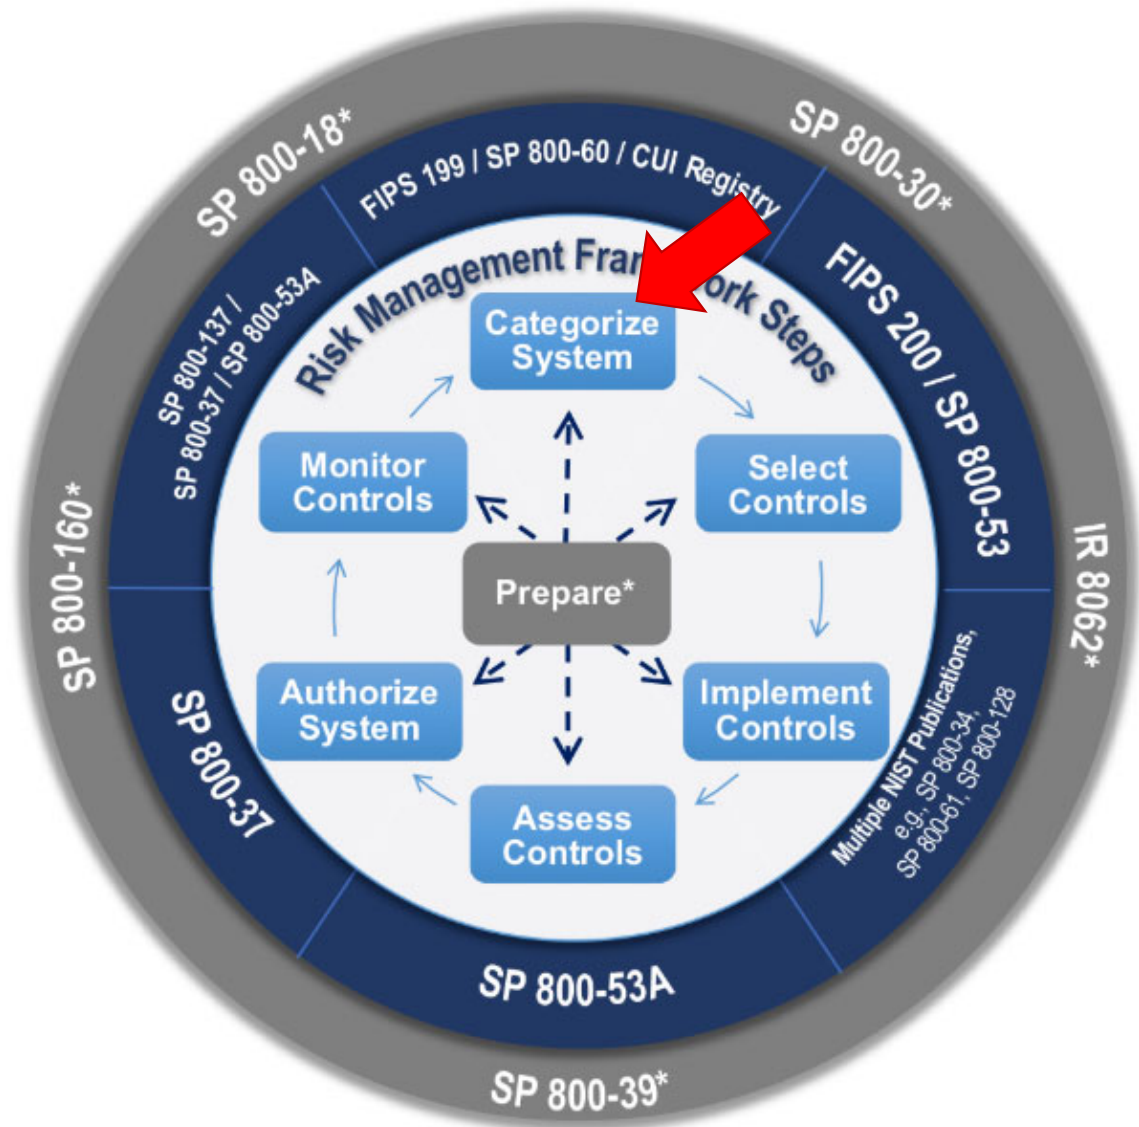 SP 800-18*
SP 800-30*
IR 8062*
SP 800-39*
SP 800-160*
FIPS 199 / SP 800-60 / CUI Registry
FIPS 200 / SP 800-53
Multiple NIST Publications,
e.g., SP 800-34,
SP 800-61, SP 800-128
SP 800-53A
SP 800-37
SP 800-137 /
SP 800-37 / SP 800-53A
Risk Management Steps
Categorize
System
Select
Controls
Implement
Controls
Assess
Controls
Authorize
System
Monitor
Controls
Prepare*